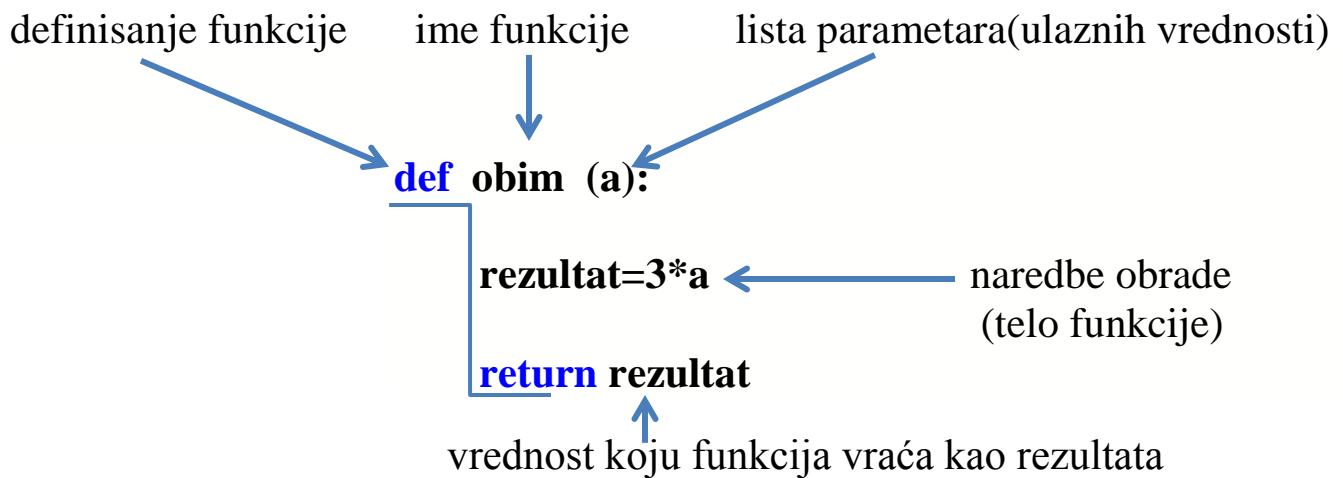 definisanje funkcije ime funkcije lista parametara(ulaznih vrednosti)
def obim (a):
rezultat=3*a naredbe obrade
(telo funkcije)
return rezultat
vrednost koju funkcija vraća kao rezultata